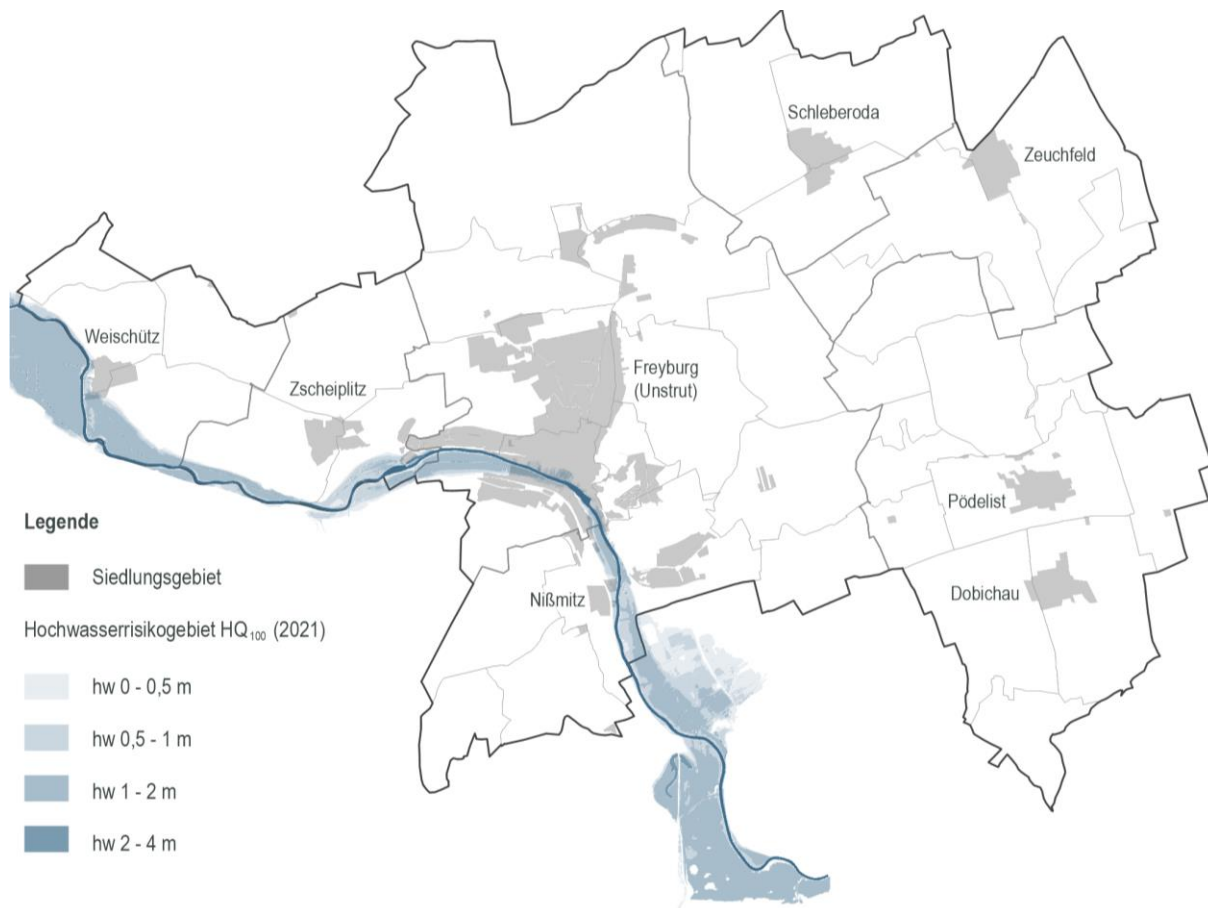 Schleberoda
Zeuchfeld
Weischütz
Zscheiplitz
Freyburg
(Unstrut)
Pödelist
Dobichau
Nißmitz
Legende
Siedlungsgebiet
Hochwasserrisikogebiet HQ₁₀₀ (2021)
hw 0 - 0,5 m
hw 0,5 - 1 m
hw 1 - 2 m
hw 2 - 4 m